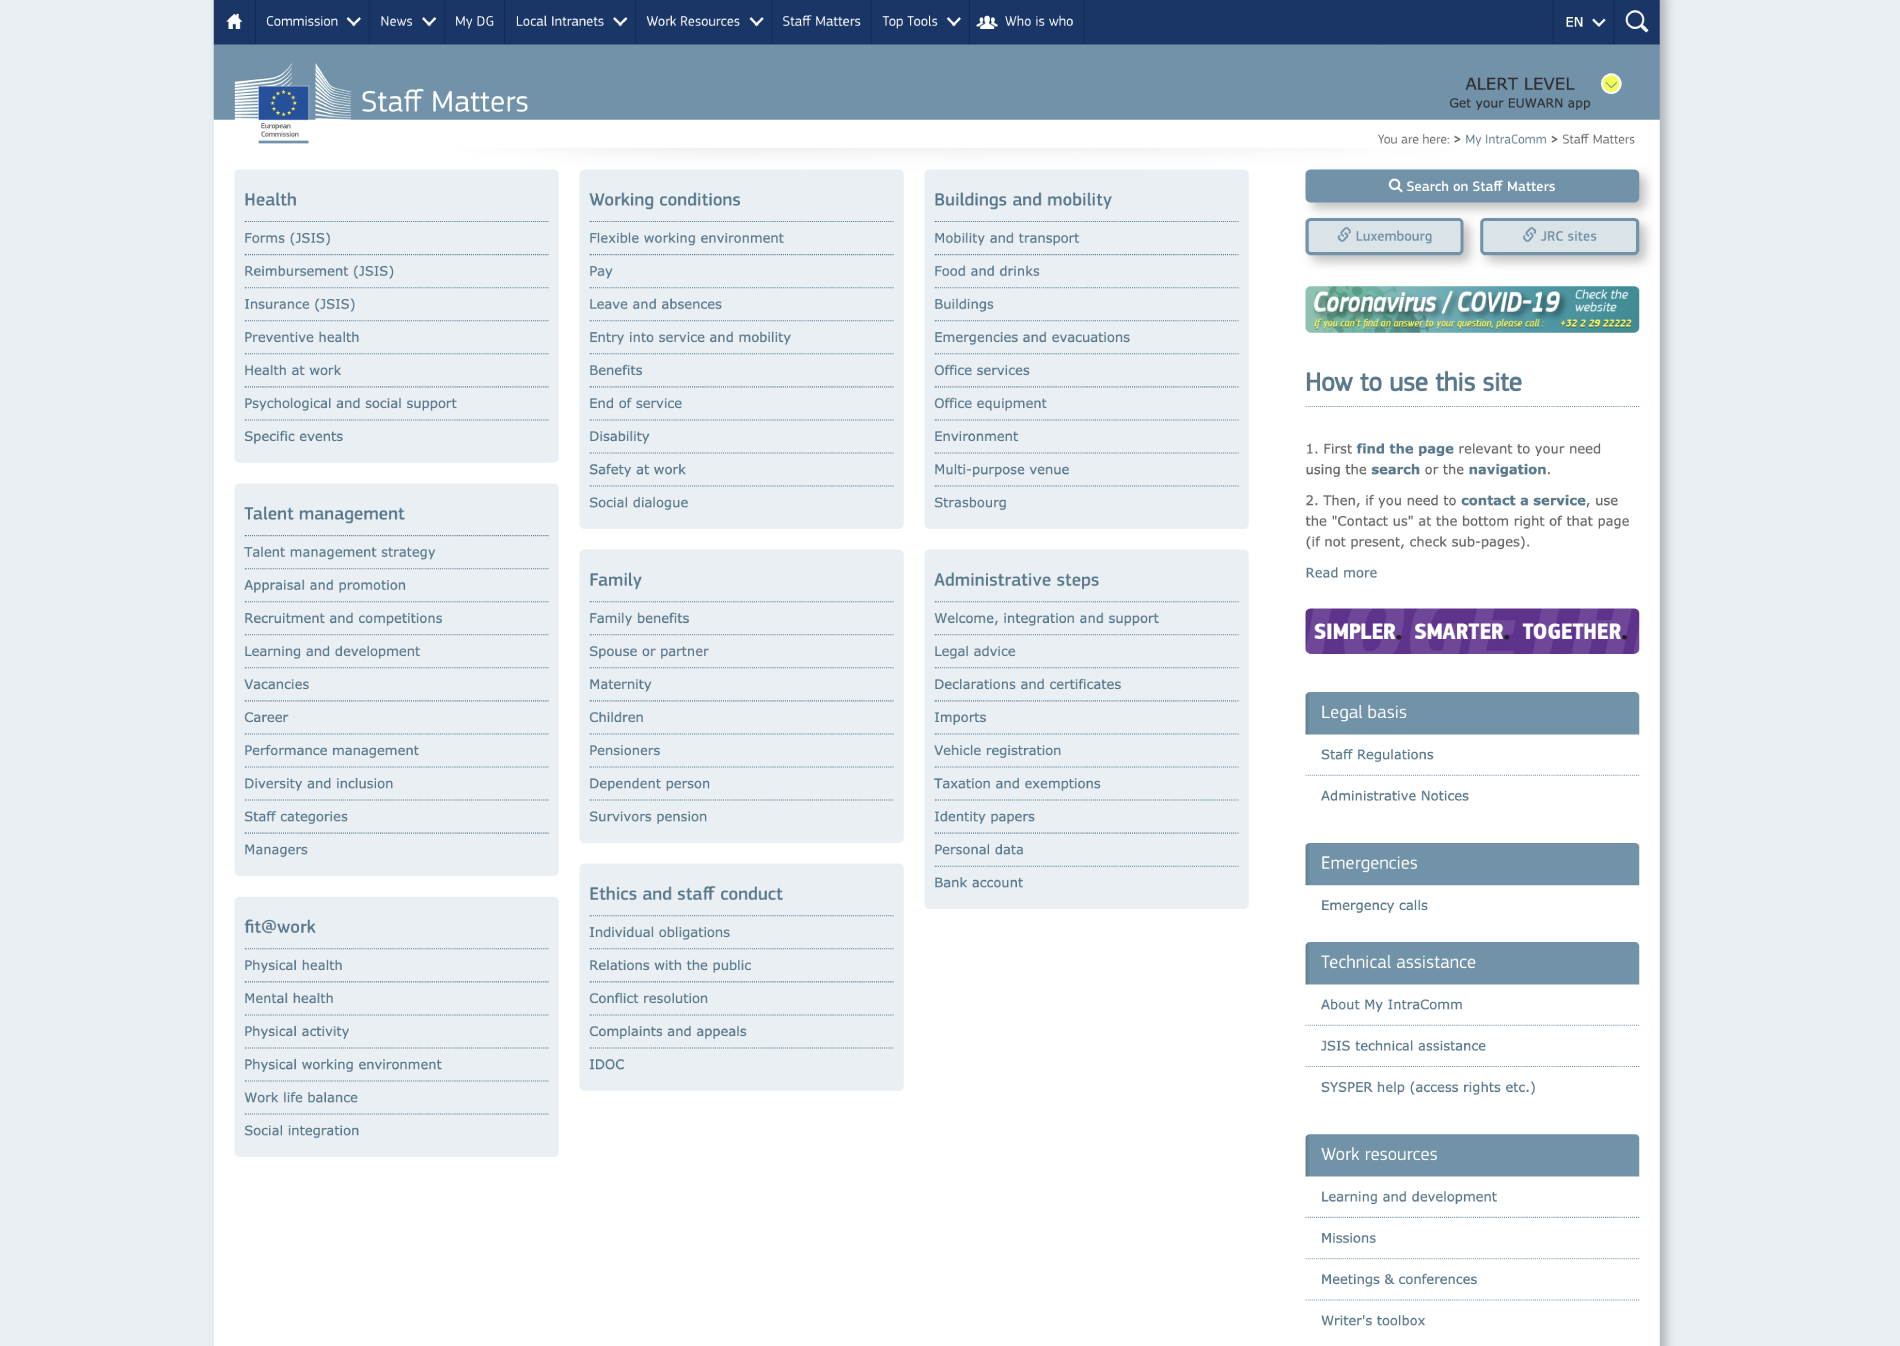 Commission
News
My DG
Local Intranets
Work Resources
Staff Matters
Top Tools
Who is who
EN
European
Commission
Staff Matters
ALERT LEVEL
Get your EUWARN app
You are here: > My IntraComm > Staff Matters
Health
Forms (JSIS)
Reimbursement (JSIS)
Insurance (JSIS)
Preventive health
Health at work
Psychological and social support
Specific events
Talent management
Talent management strategy
Appraisal and promotion
Recruitment and competitions
Learning and development
Vacancies
Career
Performance management
Diversity and inclusion
Staff categories
Managers
fit@work
Physical health
Mental health
Physical activity
Physical working environment
Work life balance
Social integration
Working conditions
Flexible working environment
Pay
Leave and absences
Entry into service and mobility
Benefits
End of service
Disability
Safety at work
Social dialogue
Family
Family benefits
Spouse or partner
Maternity
Children
Pensioners
Dependent person
Survivors pension
Ethics and staff conduct
Individual obligations
Relations with the public
Conflict resolution
Complaints and appeals
IDOC
Buildings and mobility
Mobility and transport
Food and drinks
Buildings
Emergencies and evacuations
Office services
Office equipment
Environment
Multi-purpose venue
Strasbourg
Administrative steps
Welcome, integration and support
Legal advice
Declarations and certificates
Imports
Vehicle registration
Taxation and exemptions
Identity papers
Personal data
Bank account
Search on Staff Matters
Luxembourg
JRC sites
Coronavirus / COVID-19
Check the
website
If you can't find an answer to your question, please call : +32 2 29 22222
How to use this site
1. First find the page relevant to your need
using the search or the navigation.
2. Then, if you need to contact a service, use
the "Contact us" at the bottom right of that page
(if not present, check sub-pages).
Read more
SIMPLER. SMARTER. TOGETHER.
Legal basis
Staff Regulations
Administrative Notices
Emergencies
Emergency calls
Technical assistance
About My IntraComm
JSIS technical assistance
SYSPER help (access rights etc.)
Work resources
Learning and development
Missions
Meetings & conferences
Writer's toolbox